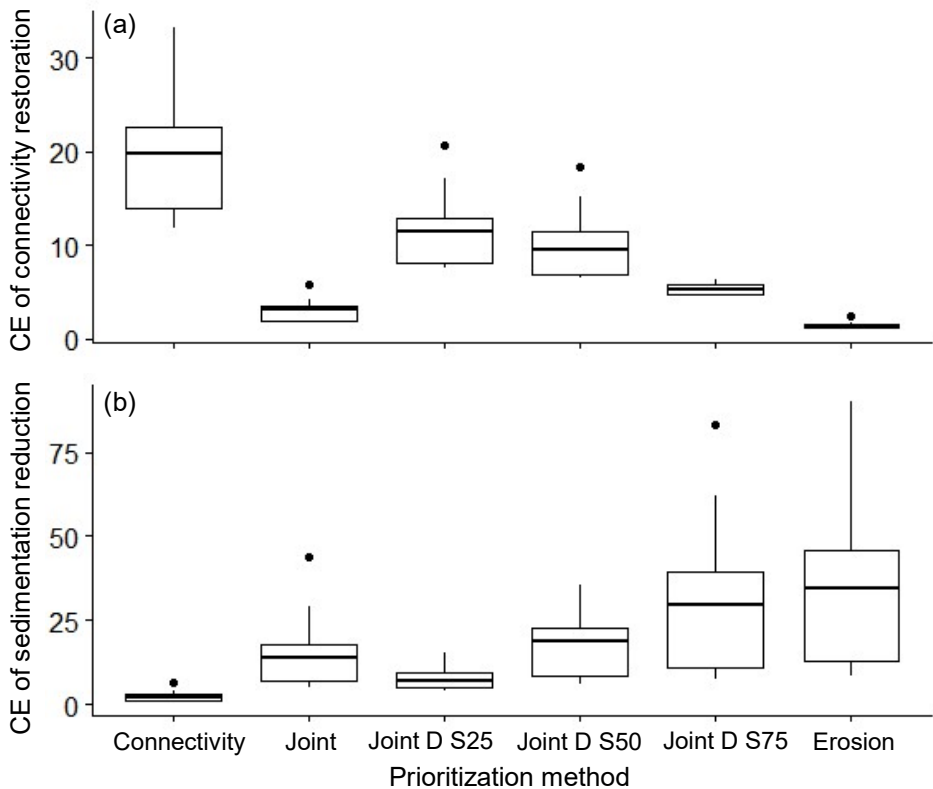 (a)
CE of connectivity restoration
30
20
10
0
(b)
CE of sedimentation reduction
75
50
25
0
Connectivity Joint Joint D S25 Joint D S50 Joint D S75 Erosion
Prioritization method